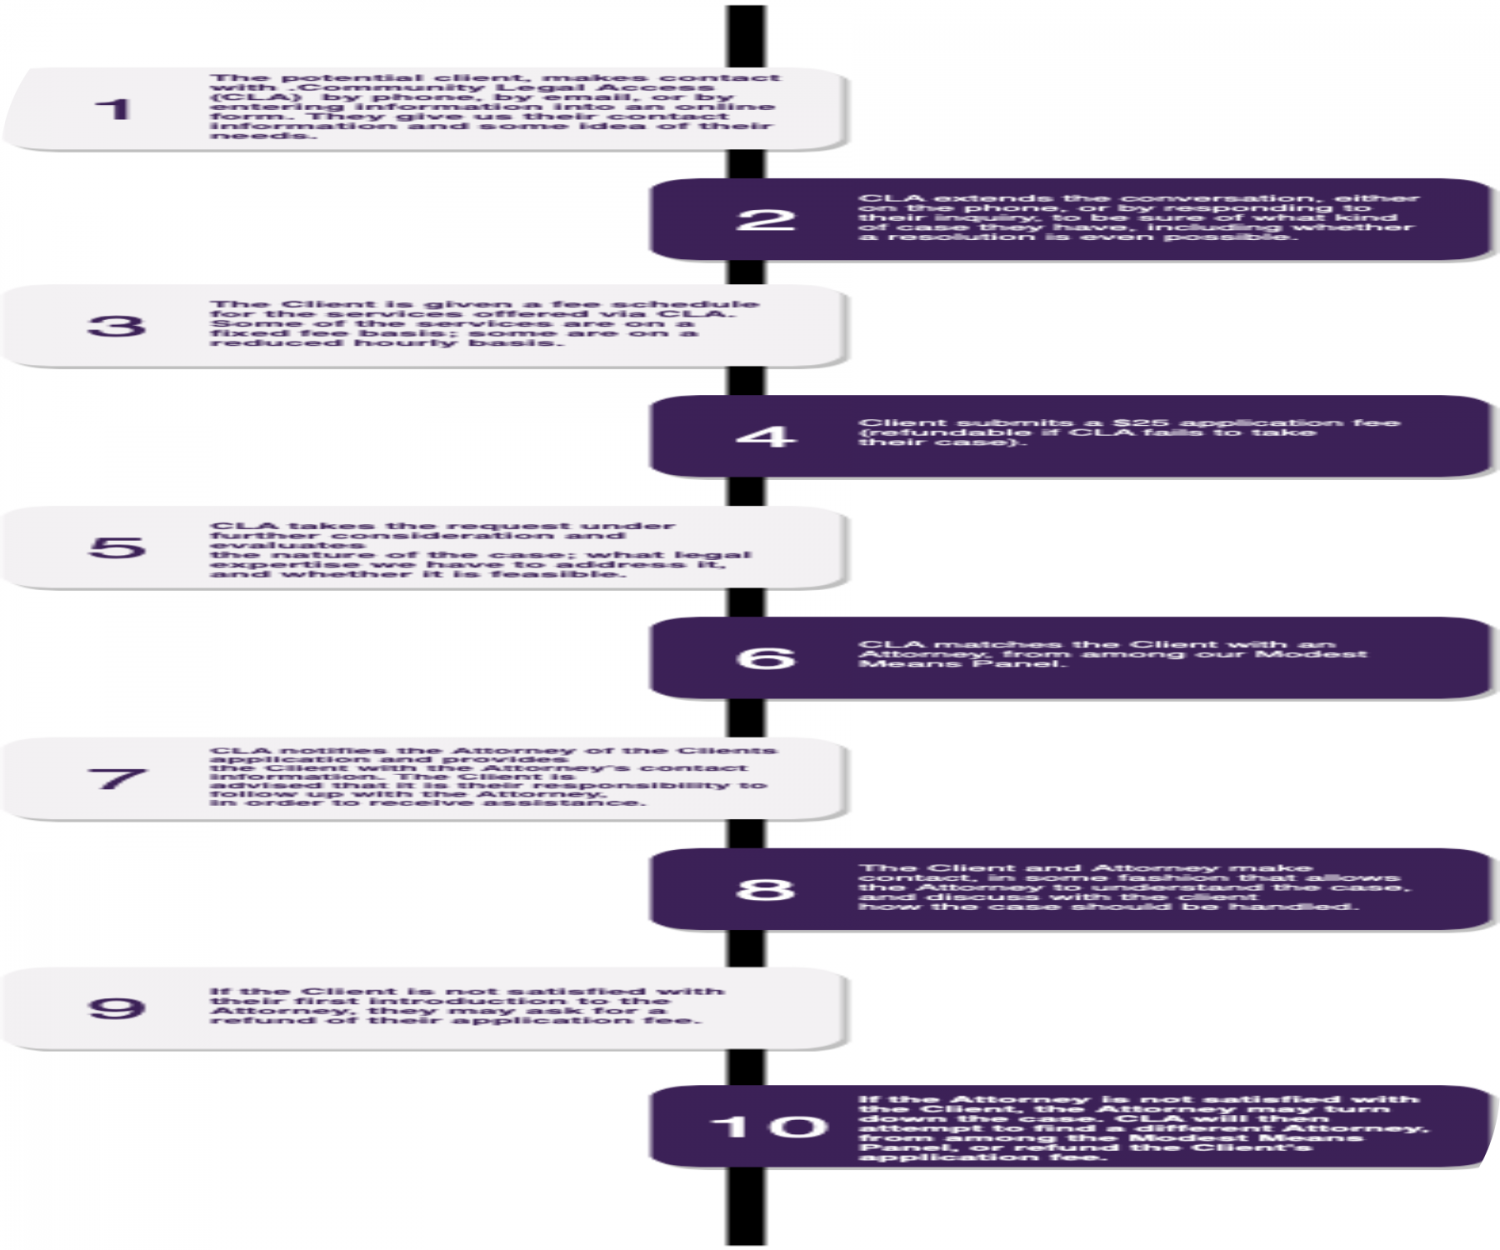 1
The potential client, makes contact
with .Community Legal Access
(CLA)  by phone, by email, or by
entering information into an online
form. They give us their contact
information and some idea of their
needs.
2
CLA extends the conversation, either
on the phone, or by responding to
their inquiry, to be sure of what kind
of case they have, including whether
a resolution is even possible.
3
The Client is given a fee schedule
for the services offered via CLA.
Some of the services are on a
fixed fee basis; some are on a
reduced hourly basis.
4
Client submits a $25 application fee
(refundable if CLA fails to take
their case).
5
CLA takes the request under
further consideration and
evaluates
the nature of the case; what legal
expertise we have to address it,
and whether it is feasible.
6
CLA matches the Client with an
Attorney, from among our Modest
Means Panel.
7
CLA notifies the Attorney of the Clients
application and provides
the Client with the Attorney's contact
information. The Client is
advised that it is their responsibility to
follow up with the Attorney,
in order to receive assistance.
8
The Client and Attorney make
contact, in some fashion that allows
the Attorney to understand the case,
and discuss with the client
how the case should be handled.
9
If the Client is not satisfied with
their first introduction to the
Attorney, they may ask for a
refund of their application fee.
10
If the Attorney is not satisfied with
the Client, the Attorney may turn
down the case. CLA will then
attempt to find a different Attorney,
from among the Modest Means
Panel, or refund the Client's
application fee.